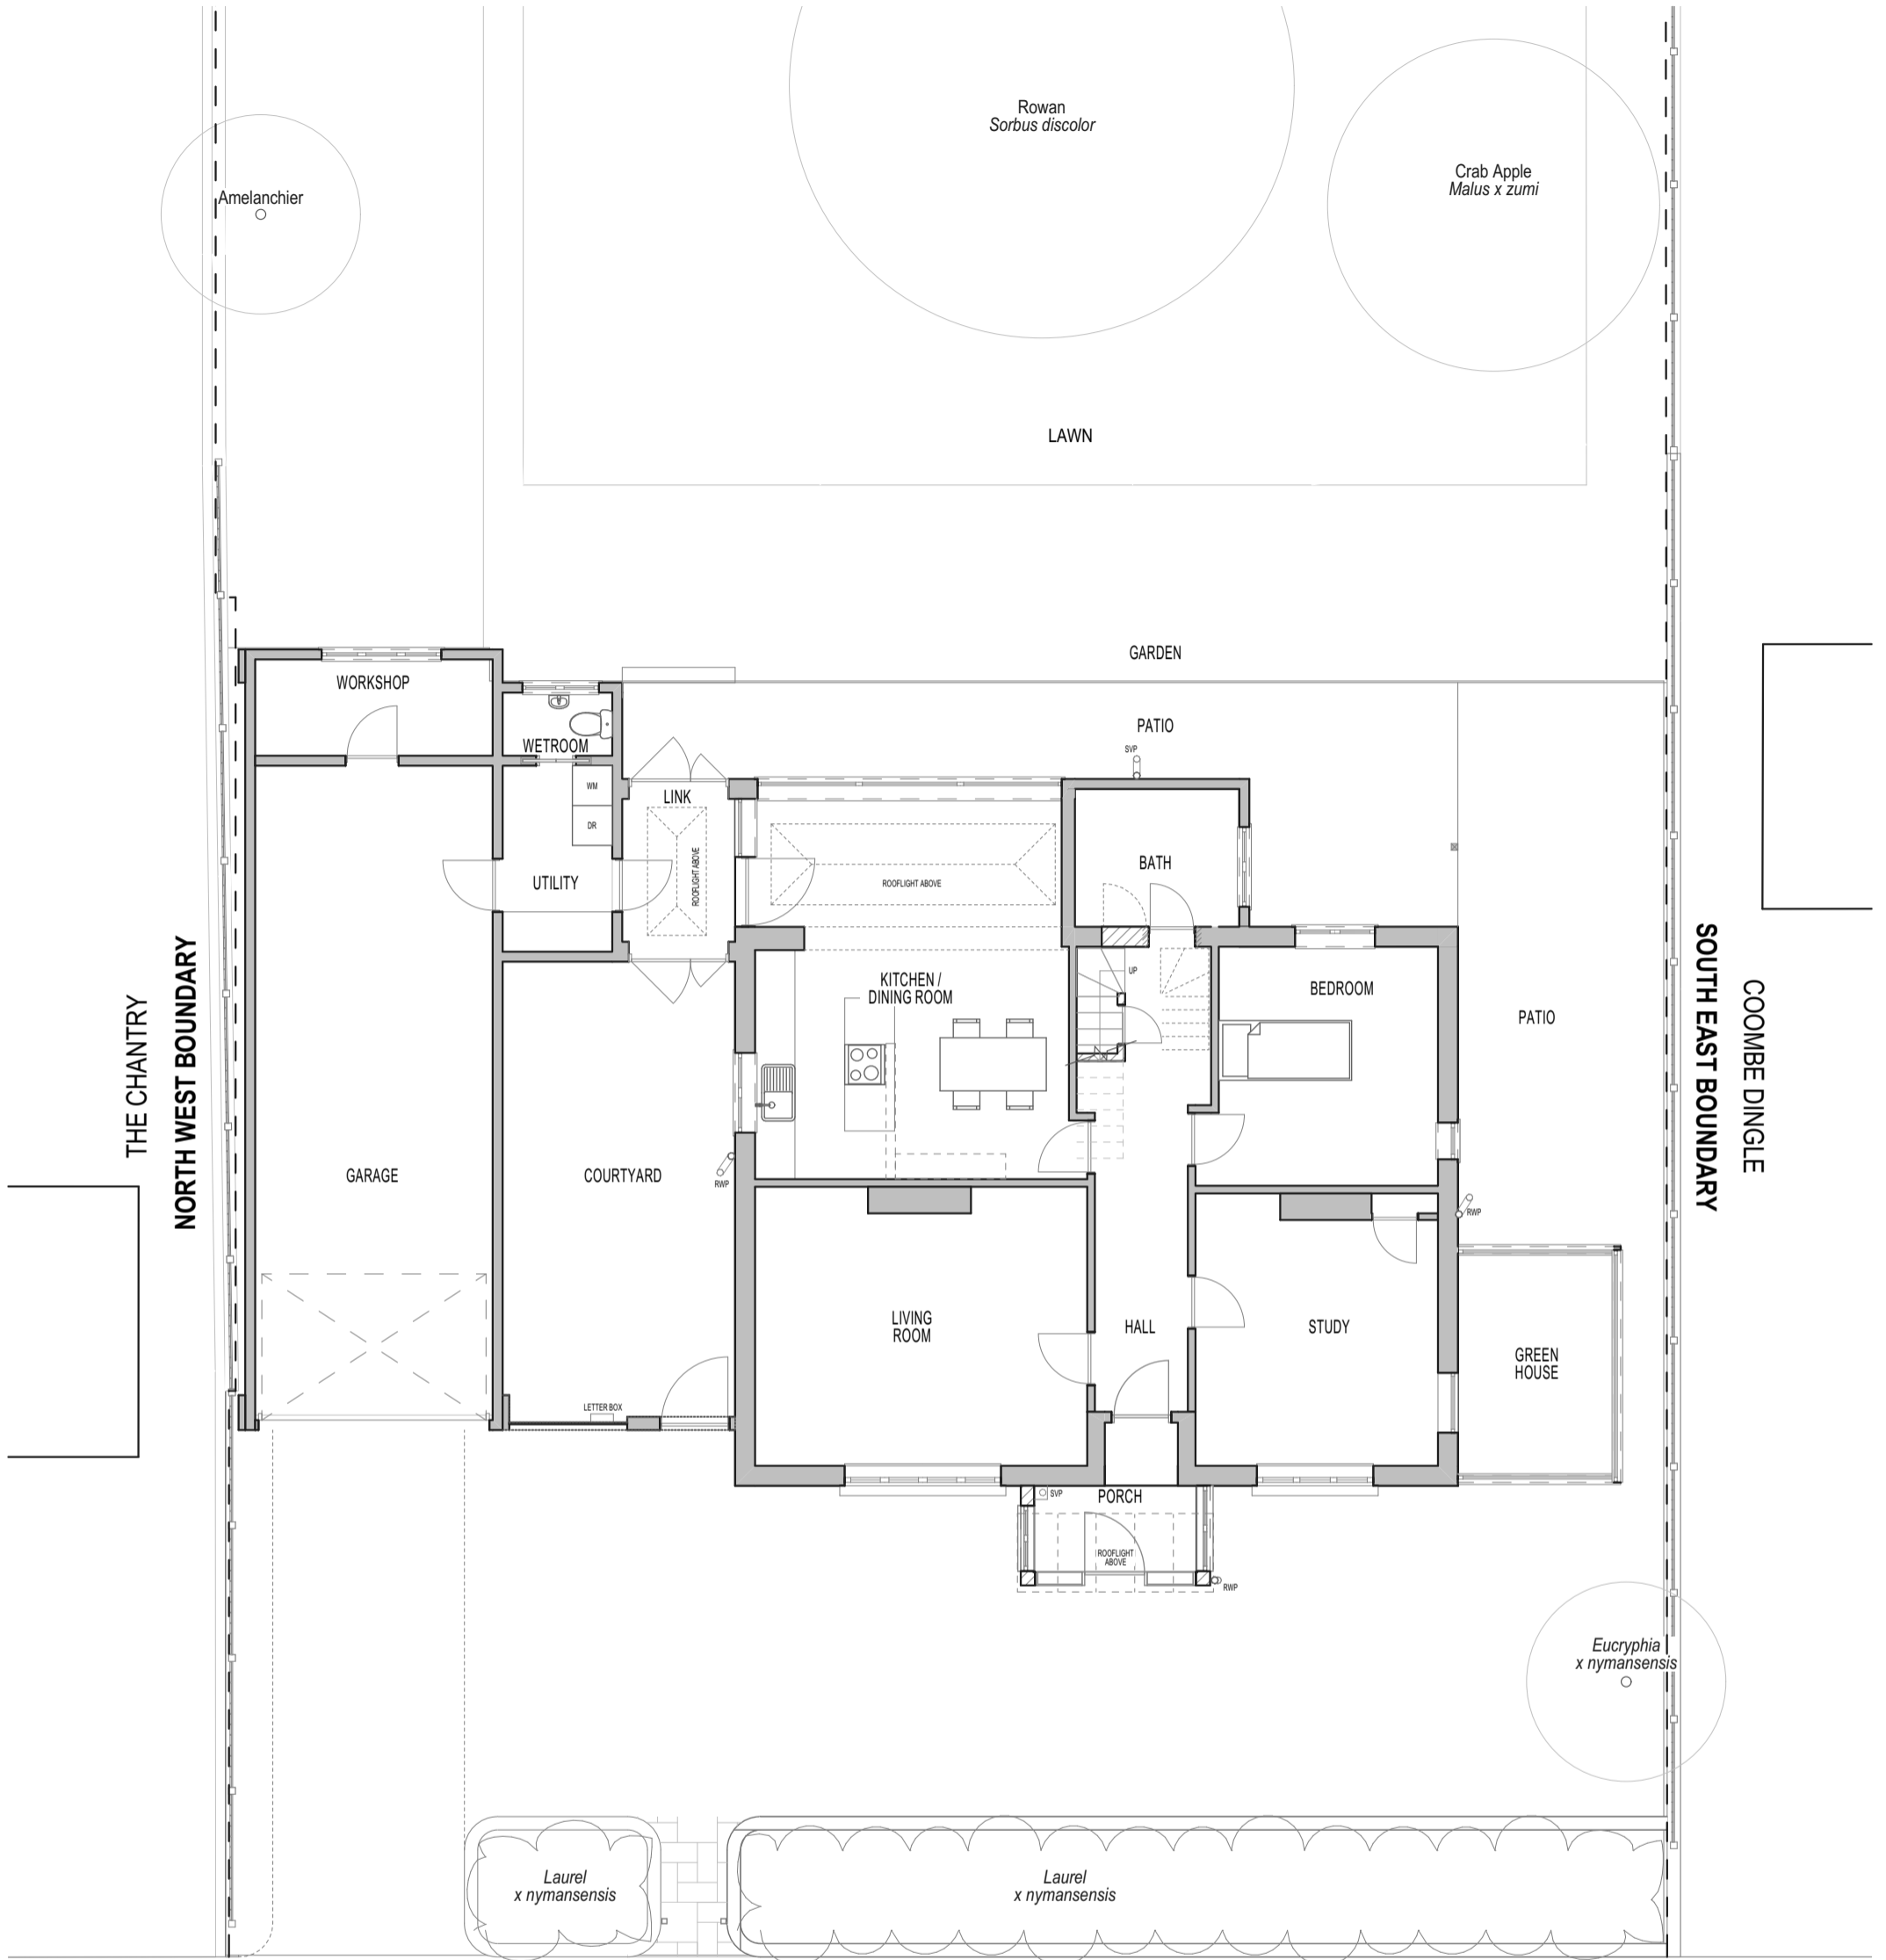 Rowan
Sorbus discolor
Crab Apple
Malus x zumi
Amelanchier
LAWN
GARDEN
WORKSHOP
PATIO
SVP
WETROOM
WM
LINK
DR
ROOFLIGHT ABOVE
BATH
UTILITY
ROOFLIGHT ABOVE
UP
KITCHEN /
DINING ROOM
BEDROOM
PATIO
THE CHANTRY
NORTH WEST BOUNDARY
SOUTH EAST BOUNDARY
COOMBE DINGLE
GARAGE
COURTYARD
RWP
RWP
LIVING
ROOM
HALL
STUDY
GREEN
HOUSE
LETTER BOX
SVP
PORCH
ROOFLIGHT
ABOVE
RWP
Eucryphia
x nymansensis
Laurel
x nymansensis
Laurel
x nymansensis